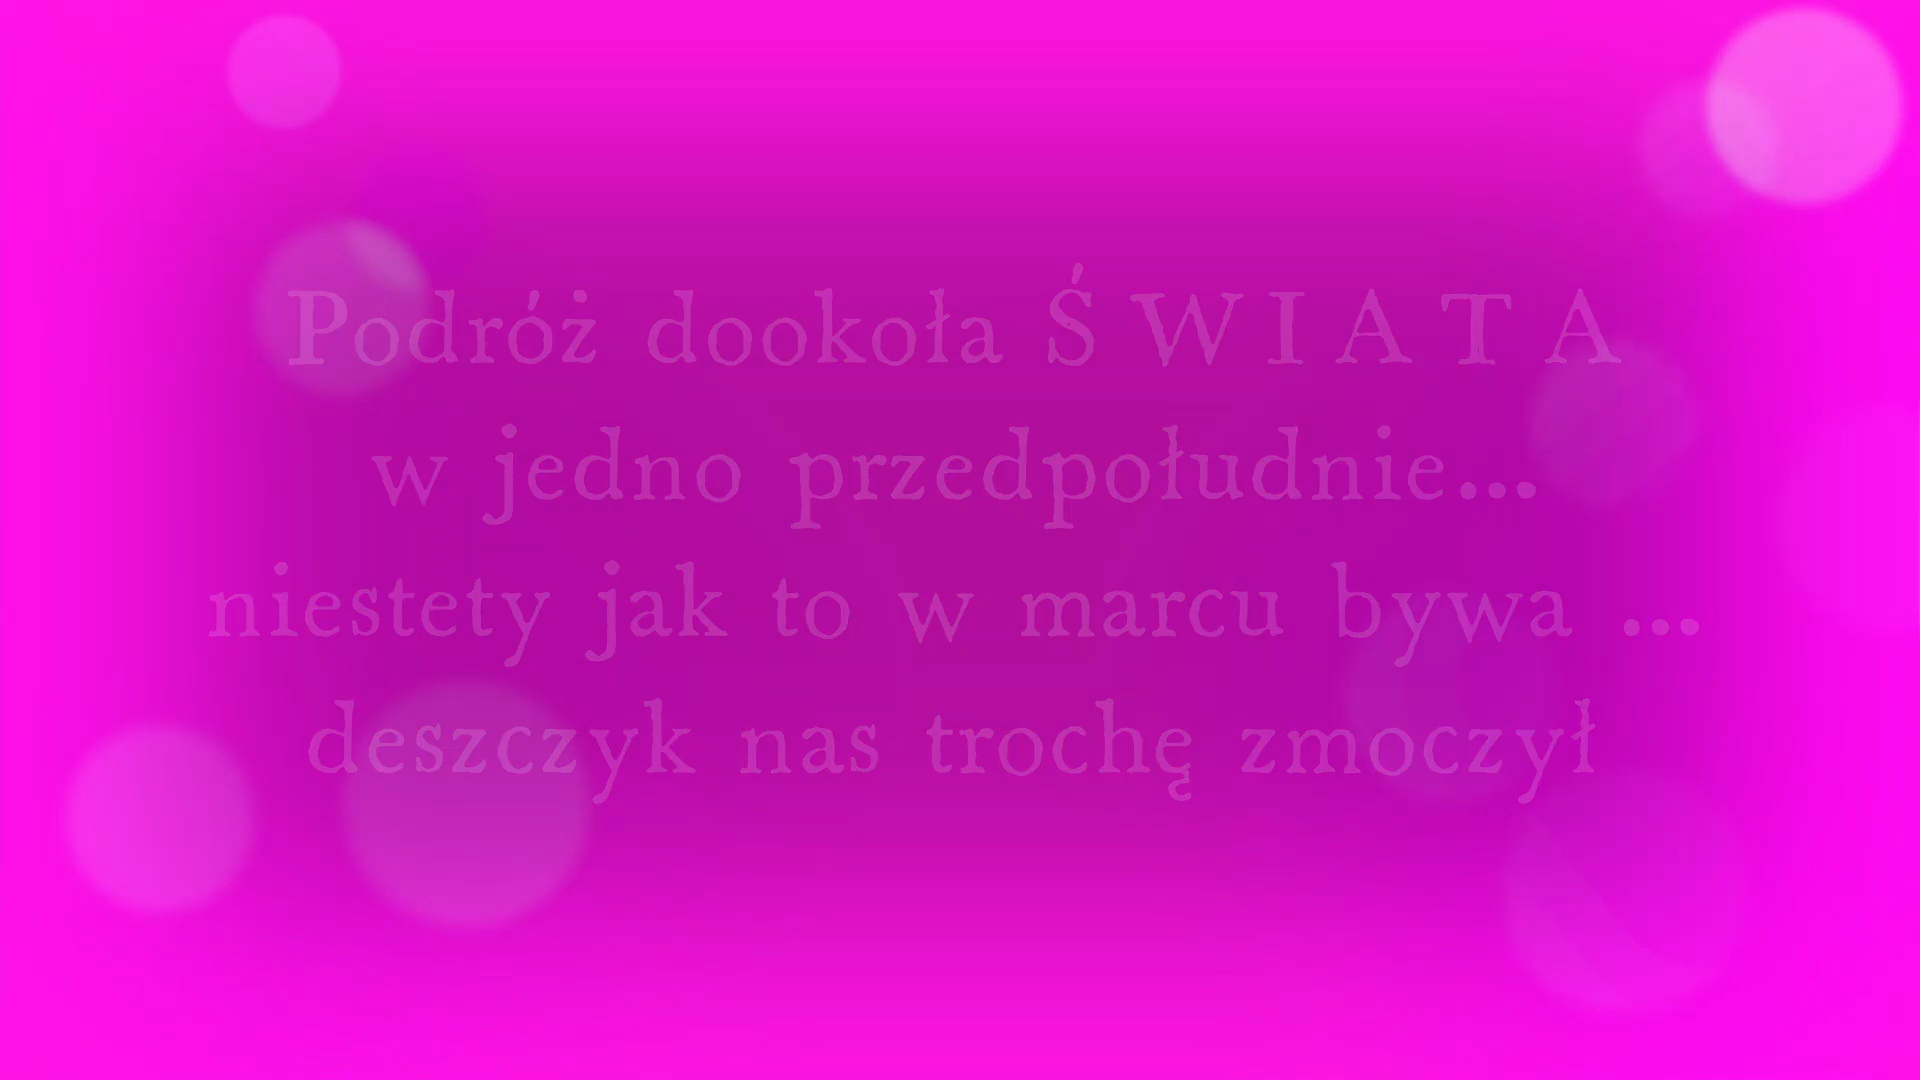 Podróż dookoła Ś W I A T A
w jedno przedpołudnie...
niestety jak to w marcu bywa ...
deszczyk nas trochę zmoczył